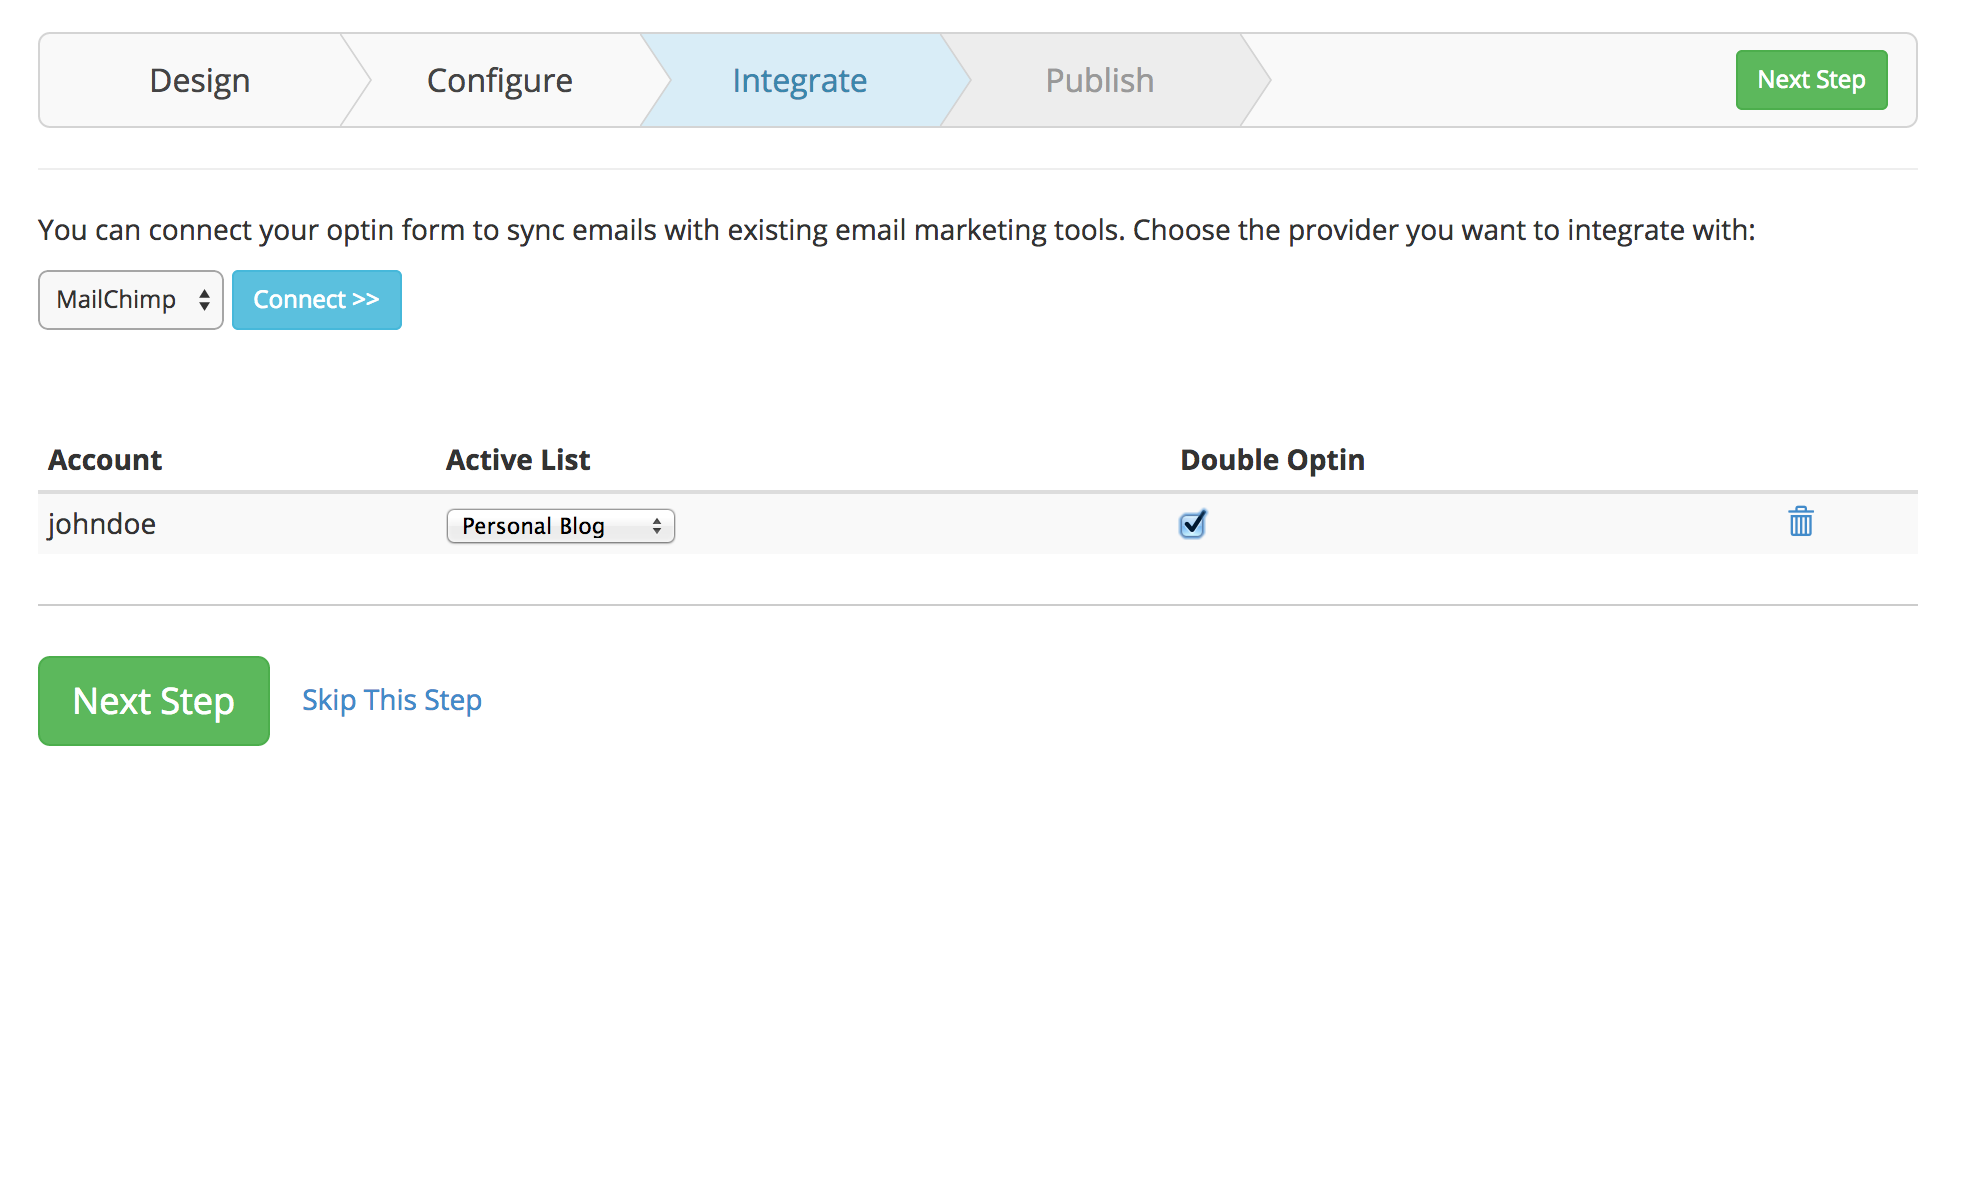 Design Configure Integrate Publish Next Step
You can connect your optin form to sync emails with existing email marketing tools. Choose the provider you want to integrate with:
MailChimp Connect >>
Account Active List Double Optin
johndoe Personal Blog
Next Step Skip This Step